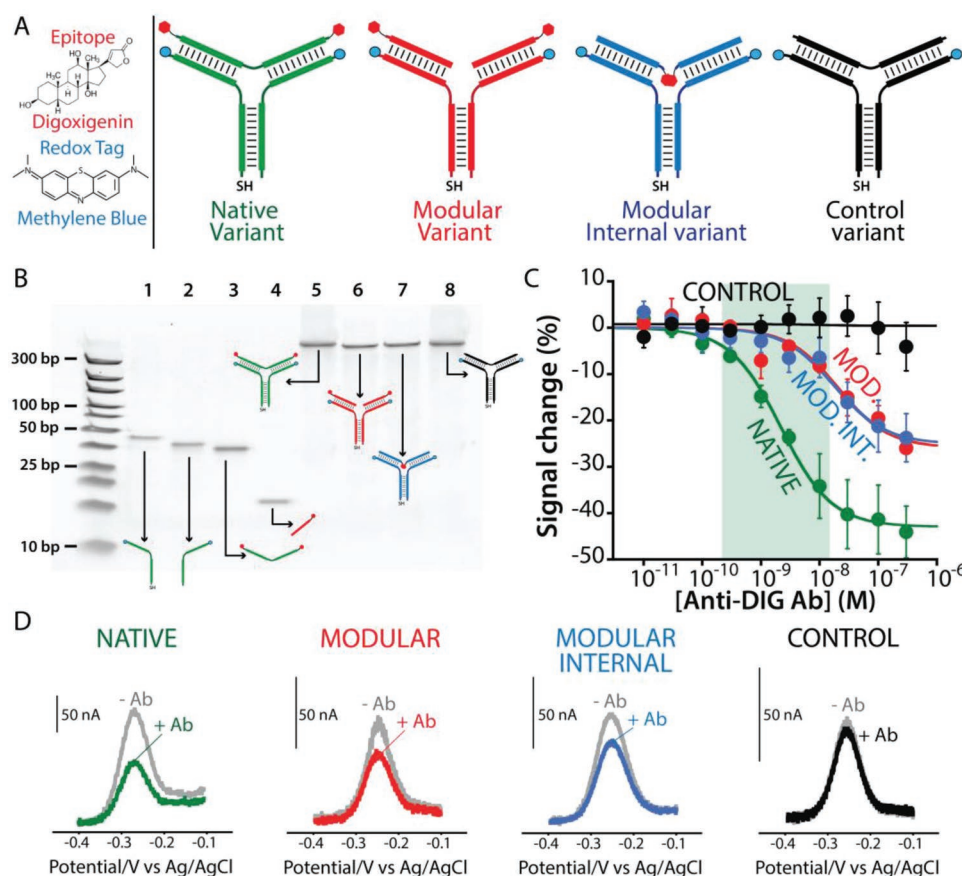 A
Epitope
CH₃
HO
OH
O
O
CH₃
H
H
OH
HO
H
Digoxigenin
Redox Tag
N
S
N
N
Methylene Blue
SH
Native
Variant
SH
Modular
Variant
SH
Modular
Internal variant
SH
Control
variant
B
1 2 3 4 5 6 7 8
300 bp
100 bp
50 bp
25 bp
10 bp
SH
SH
SH
SH
SH
C
CONTROL
MOD.
MOD. INT.
NATIVE
Signal change (%)
10
0
-10
-20
-30
-40
-50
10⁻¹¹ 10⁻¹⁰ 10⁻⁹ 10⁻⁸ 10⁻⁷ 10⁻⁶
[Anti-DIG Ab] (M)
D
NATIVE
50 nA
- Ab
+ Ab
-0.4 -0.3 -0.2 -0.1
Potential/V vs Ag/AgCl
MODULAR
50 nA
- Ab
+ Ab
-0.4 -0.3 -0.2 -0.1
Potential/V vs Ag/AgCl
MODULAR
INTERNAL
50 nA
- Ab
+ Ab
-0.4 -0.3 -0.2 -0.1
Potential/V vs Ag/AgCl
CONTROL
50 nA
- Ab
+ Ab
-0.4 -0.3 -0.2 -0.1
Potential/V vs Ag/AgCl